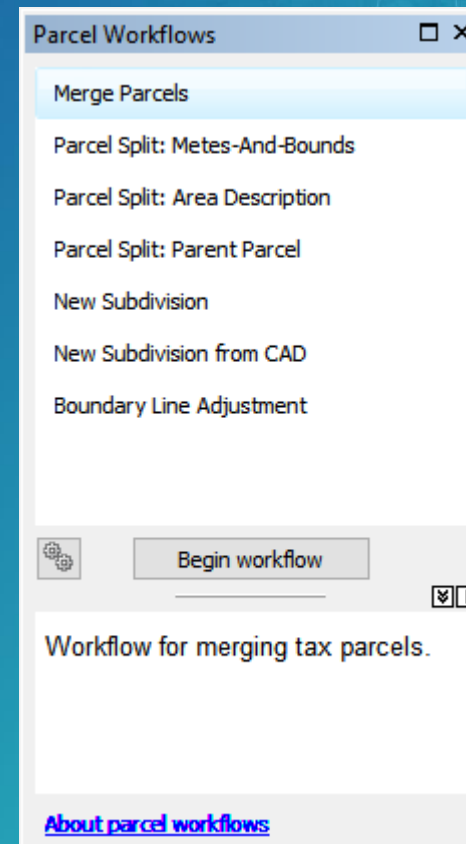 Parcel Workflows
Merge Parcels
Parcel Split: Metes-And-Bounds
Parcel Split: Area Description
Parcel Split: Parent Parcel
New Subdivision
New Subdivision from CAD
Boundary Line Adjustment
Begin workflow
Workflow for merging tax parcels.
About parcel workflows